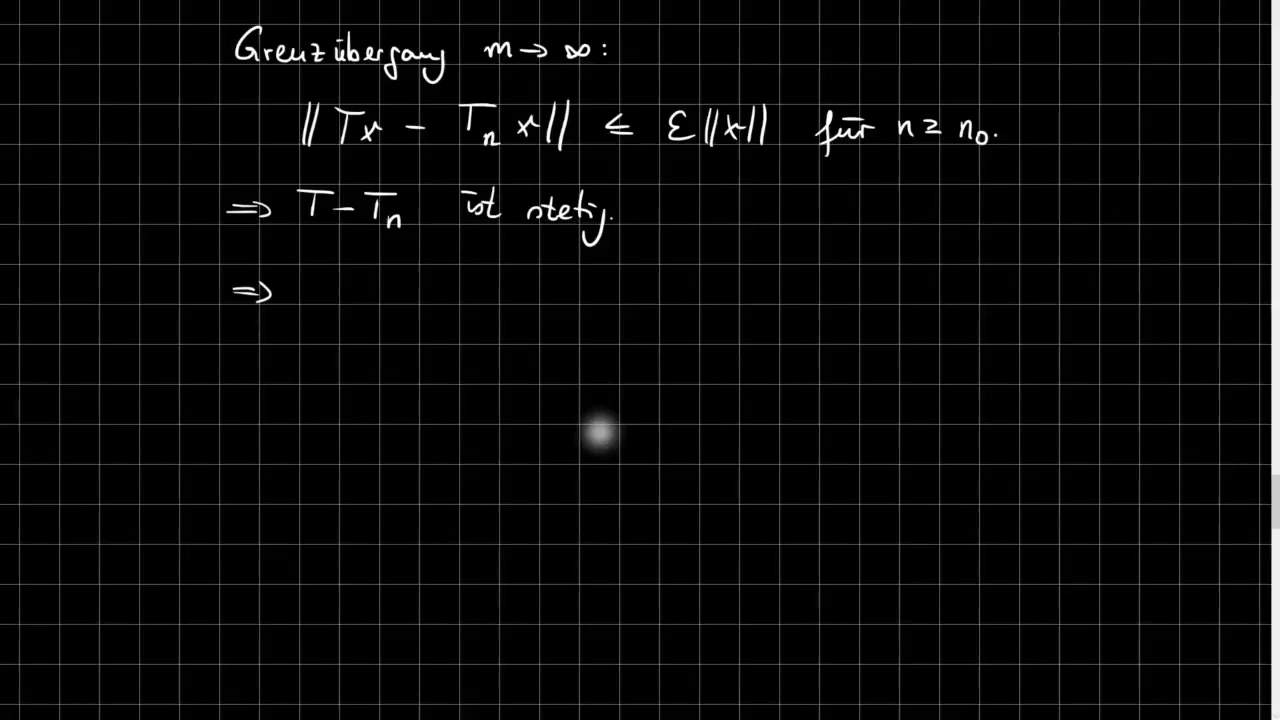 Grenzübergang m → ∞:
‖Tx - Tₙx‖ ≤ ε‖x‖ für n ≥ n₀.
⇒ T - Tₙ ist stetig.
⇒